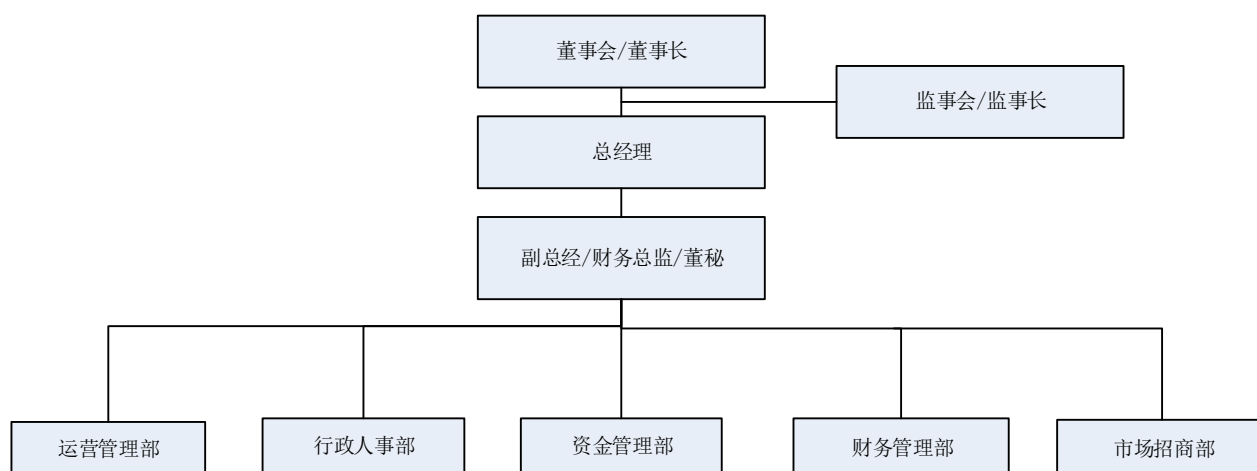 董事会/董事长
监事会/监事长
总经理
副总经/财务总监/董秘
运营管理部
行政人事部
资金管理部
财务管理部
市场招商部